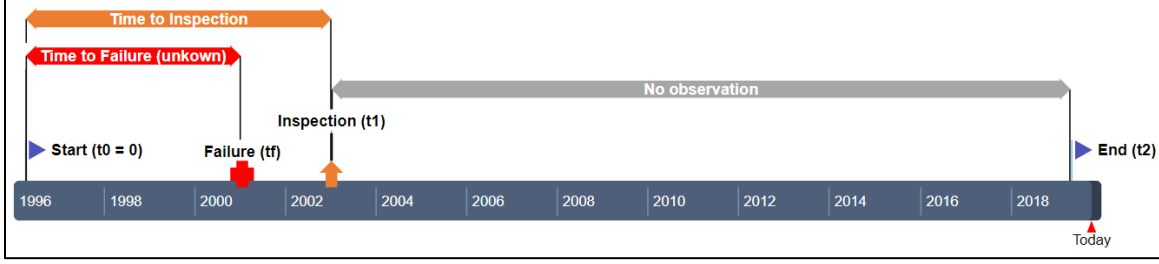 Time to Inspection
Time to Failure (unkown)
No observation
Inspection (t1)
Start (t0 = 0)
Failure (tf)
End (t2)
1996
1998
2000
2002
2004
2006
2008
2010
2012
2014
2016
2018
Today